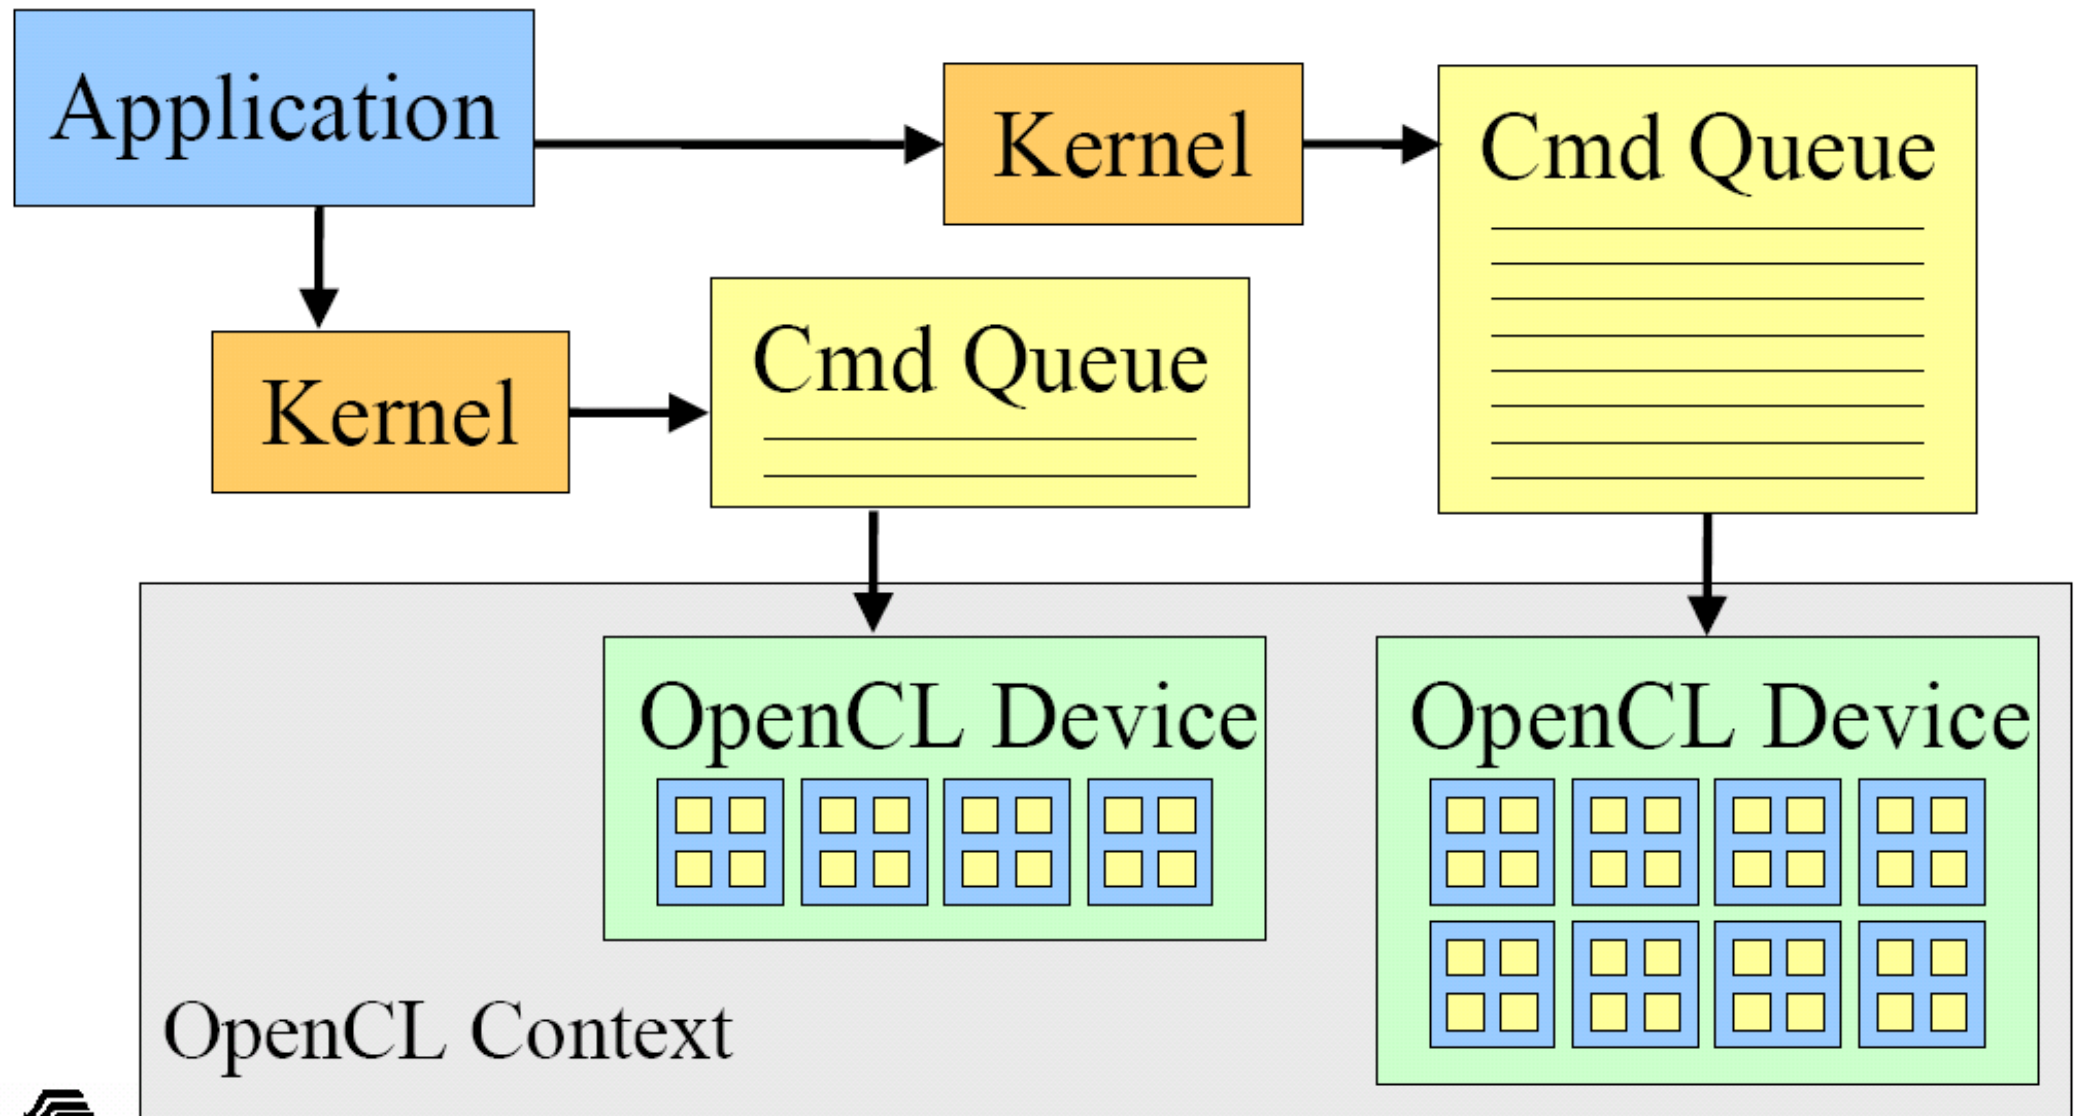 Application
Kernel
Cmd Queue
Kernel
Cmd Queue
OpenCL Device
OpenCL Device
OpenCL Context